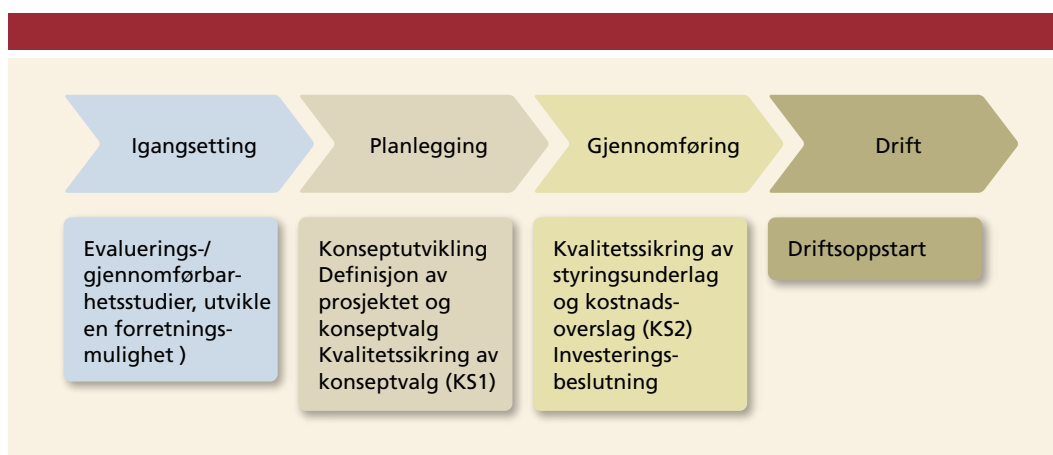 Igangsetting
Planlegging
Gjennomføring
Drift
Evaluerings-/
gjennomførbar-
hetsstudier, utvikle
en forretnings-
mulighet )
Konseptutvikling
Definisjon av
prosjektet og
konseptvalg
Kvalitetssikring av
konseptvalg (KS1)
Kvalitetssikring av
styringsunderlag
og kostnads-
overslag (KS2)
Investerings-
beslutning
Driftsoppstart